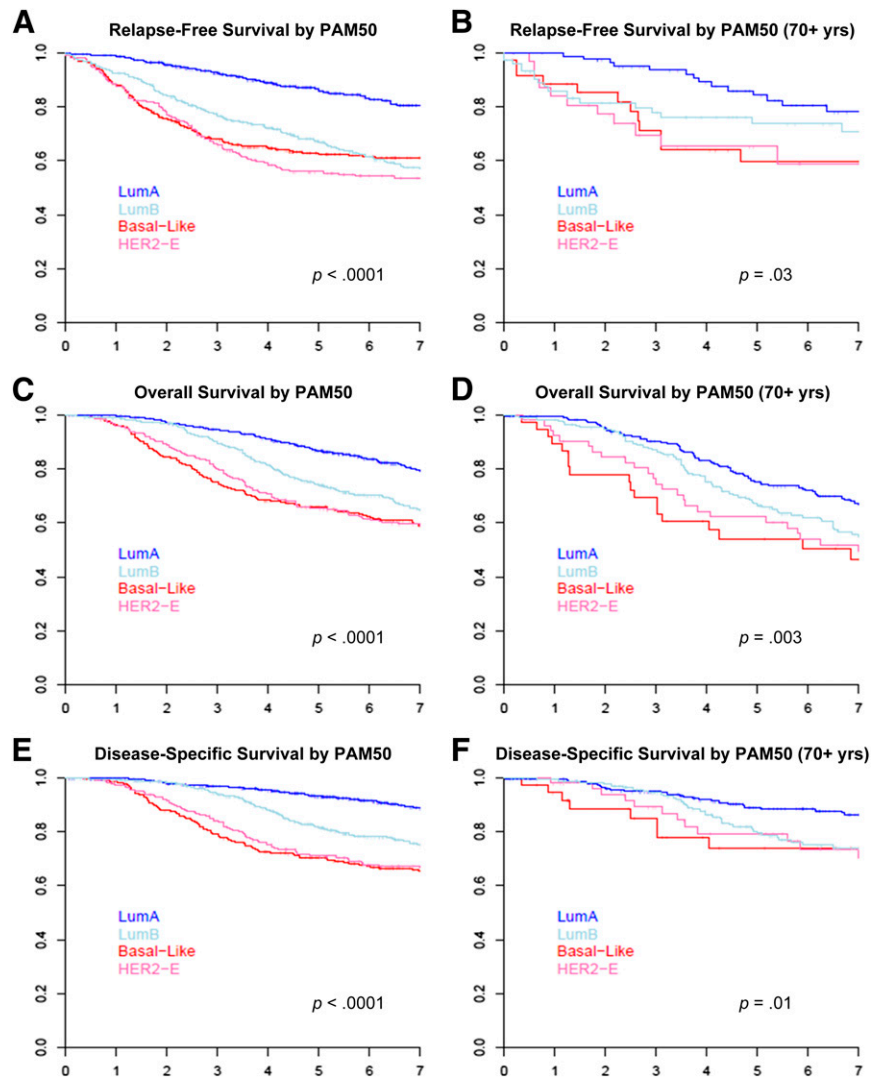 A Relapse-Free Survival by PAM50
1.0
0.8
0.6
0.4
0.2
0.0
LumA
LumB
Basal-Like
HER2-E
p < .0001
0 1 2 3 4 5 6 7
B Relapse-Free Survival by PAM50 (70+ yrs)
1.0
0.8
0.6
0.4
0.2
0.0
LumA
LumB
Basal-Like
HER2-E
p = .03
0 1 2 3 4 5 6 7
C Overall Survival by PAM50
1.0
0.8
0.6
0.4
0.2
0.0
LumA
LumB
Basal-Like
HER2-E
p < .0001
0 1 2 3 4 5 6 7
D Overall Survival by PAM50 (70+ yrs)
1.0
0.8
0.6
0.4
0.2
0.0
LumA
LumB
Basal-Like
HER2-E
p = .003
0 1 2 3 4 5 6 7
E Disease-Specific Survival by PAM50
1.0
0.8
0.6
0.4
0.2
0.0
LumA
LumB
Basal-Like
HER2-E
p < .0001
0 1 2 3 4 5 6 7
F Disease-Specific Survival by PAM50 (70+ yrs)
1.0
0.8
0.6
0.4
0.2
0.0
LumA
LumB
Basal-Like
HER2-E
p = .01
0 1 2 3 4 5 6 7